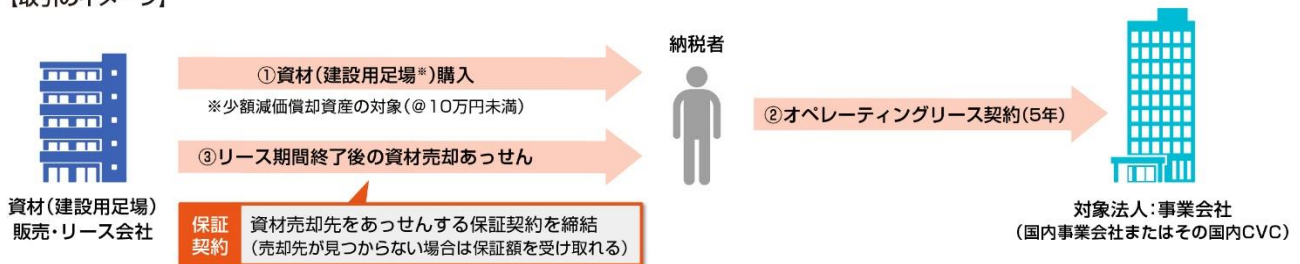 【取引のイメージ】
納税者
①資材(建設用足場※)購入
※少額減価償却資産の対象(@10万円未満)
②オペレーティングリース契約(5年)
③リース期間終了後の資材売却あっせん
資材(建設用足場)
販売・リース会社
保証
契約
資材売却先をあっせんする保証契約を締結
(売却先が見つからない場合は保証額を受け取れる)
対象法人:事業会社
(国内事業会社またはその国内CVC)